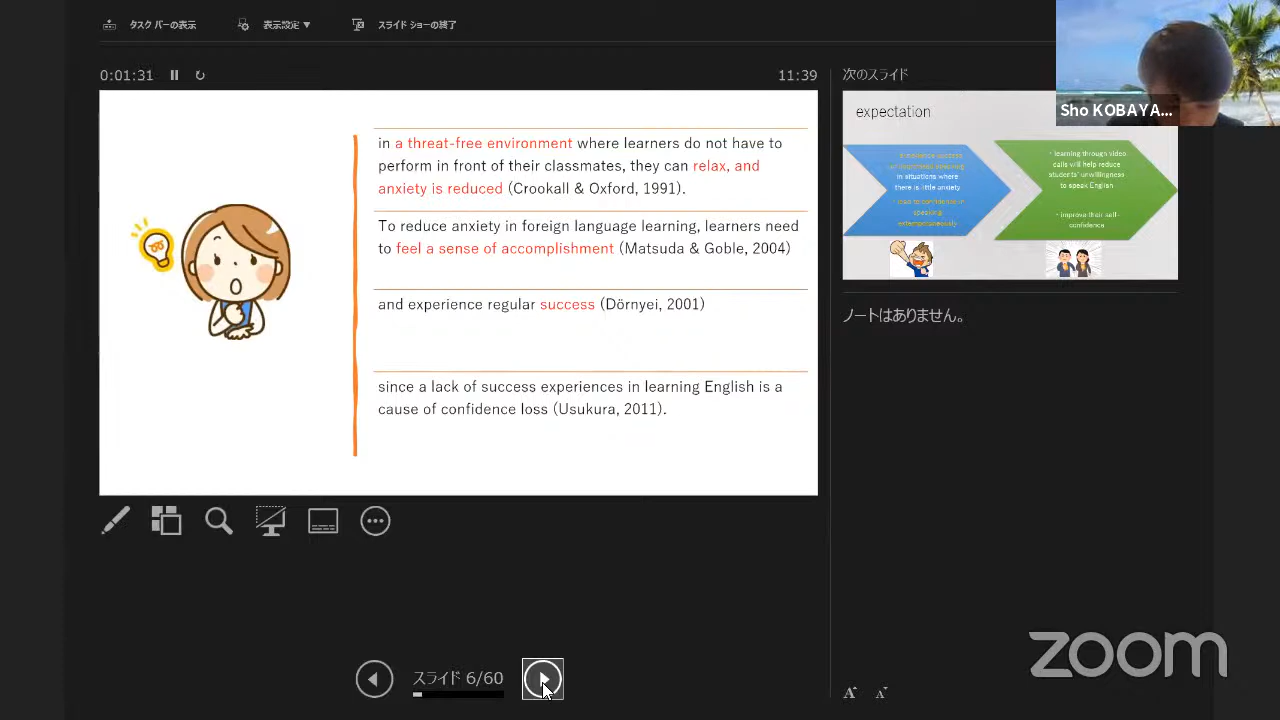 タスク バーの表示
表示設定 ▼
スライド ショーの終了
0:01:31
11:39
次のスライド
Sho KOBAYA...
in a threat-free environment where learners do not have to
perform in front of their classmates, they can relax, and
anxiety is reduced (Crookall & Oxford, 1991).
To reduce anxiety in foreign language learning, learners need
to feel a sense of accomplishment (Matsuda & Goble, 2004)
and experience regular success (Dörnyei, 2001)
since a lack of success experiences in learning English is a
cause of confidence loss (Usukura, 2011).
expectation
in situations where
there is little anxiety
・lead to confidence in
speaking
extemporaneously
・learning through video
calls will help reduce
students' unwillingness
to speak English
・improve their self-
confidence
ノートはありません。
スライド 6/60
A
A
zoom